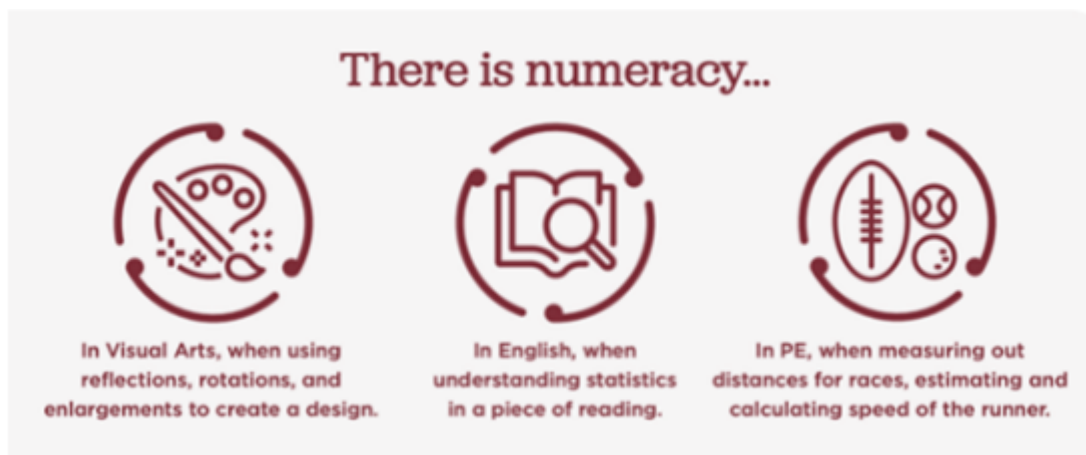 There is numeracy...
In Visual Arts, when using
reflections, rotations, and
enlargements to create a design.
In English, when
understanding statistics
in a piece of reading.
In PE, when measuring out
distances for races, estimating and
calculating speed of the runner.